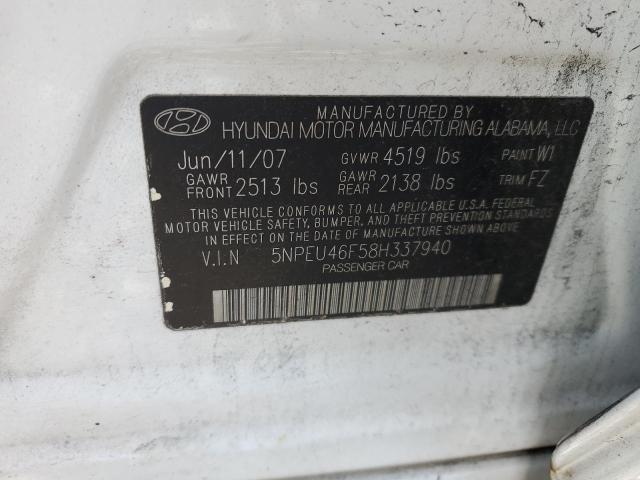 MANUFACTURED BY
HYUNDAI MOTOR MANUFACTURING ALABAMA, LLC
Jun/11/07 GVWR 4519 lbs PAINT W1
GAWR FRONT 2513 lbs GAWR REAR 2138 lbs TRIM FZ
THIS VEHICLE CONFORMS TO ALL APPLICABLE U.S.A. FEDERAL
MOTOR VEHICLE SAFETY, BUMPER, AND THEFT PREVENTION STANDARDS
IN EFFECT ON THE DATE OF MANUFACTURE SHOWN ABOVE
V.I.N 5NPEU46F58H337940
PASSENGER CAR